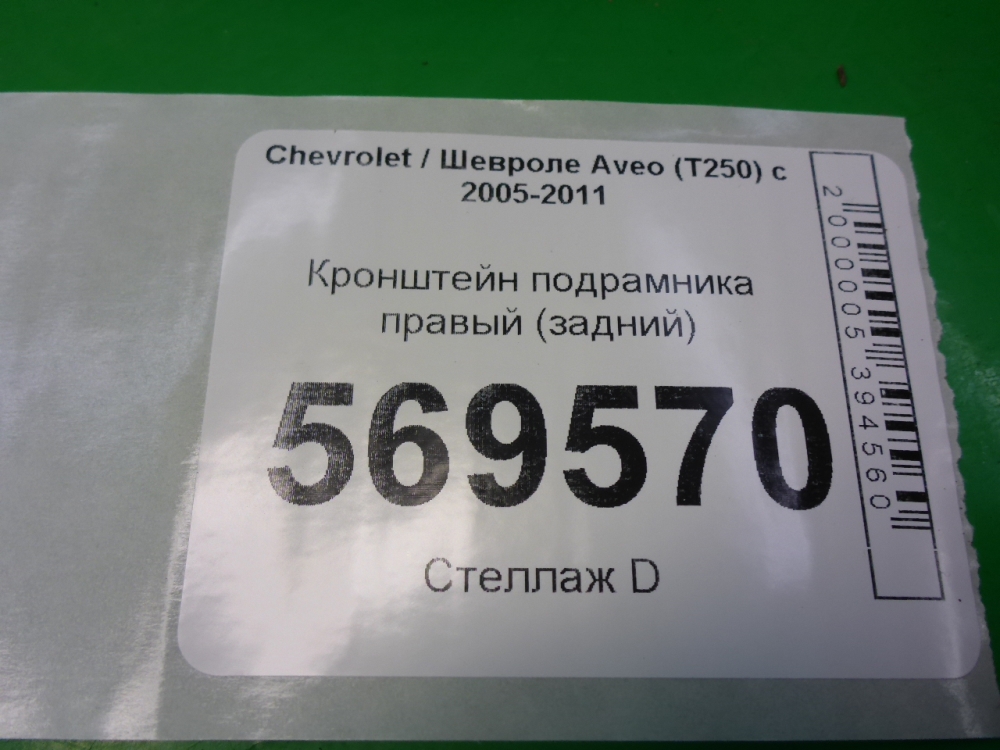 Chevrolet / Шевроле Aveo (T250) с
2005-2011
Кронштейн подрамника
правый (задний)
569570
Стеллаж D
2000005394560